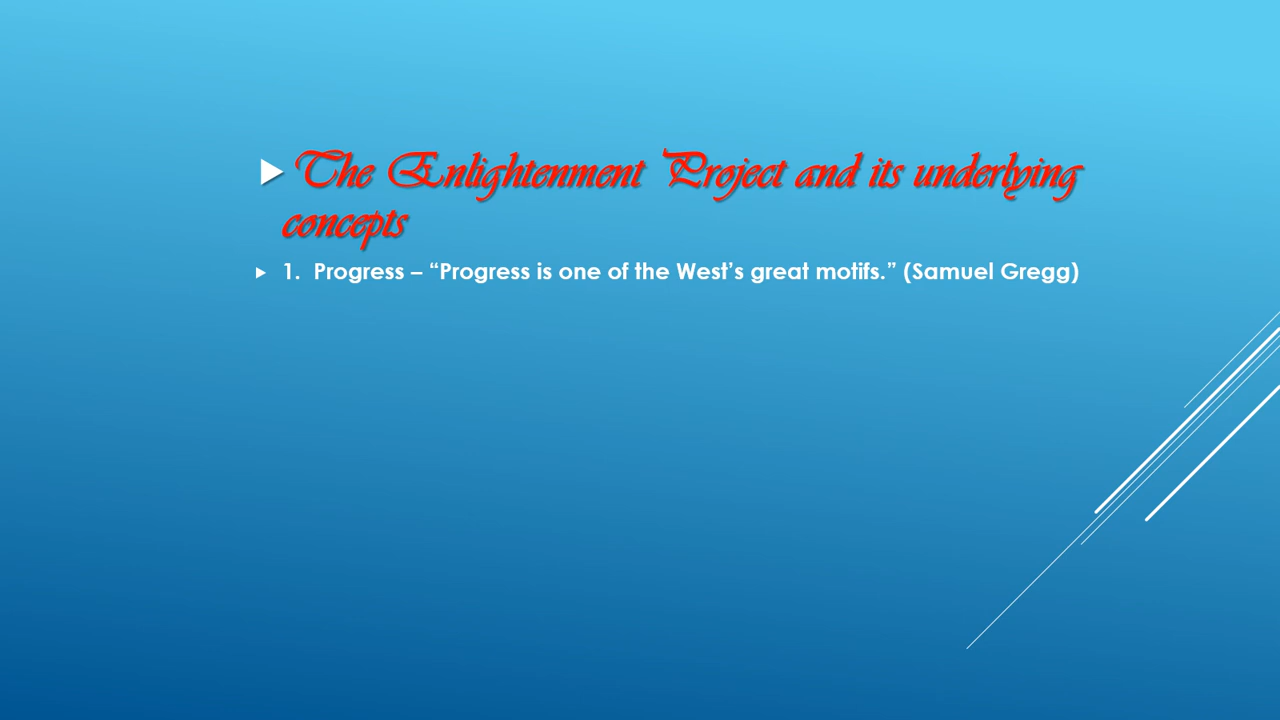 The Enlightenment Project and its underlying
concepts
1. Progress – “Progress is one of the West’s great motifs.” (Samuel Gregg)